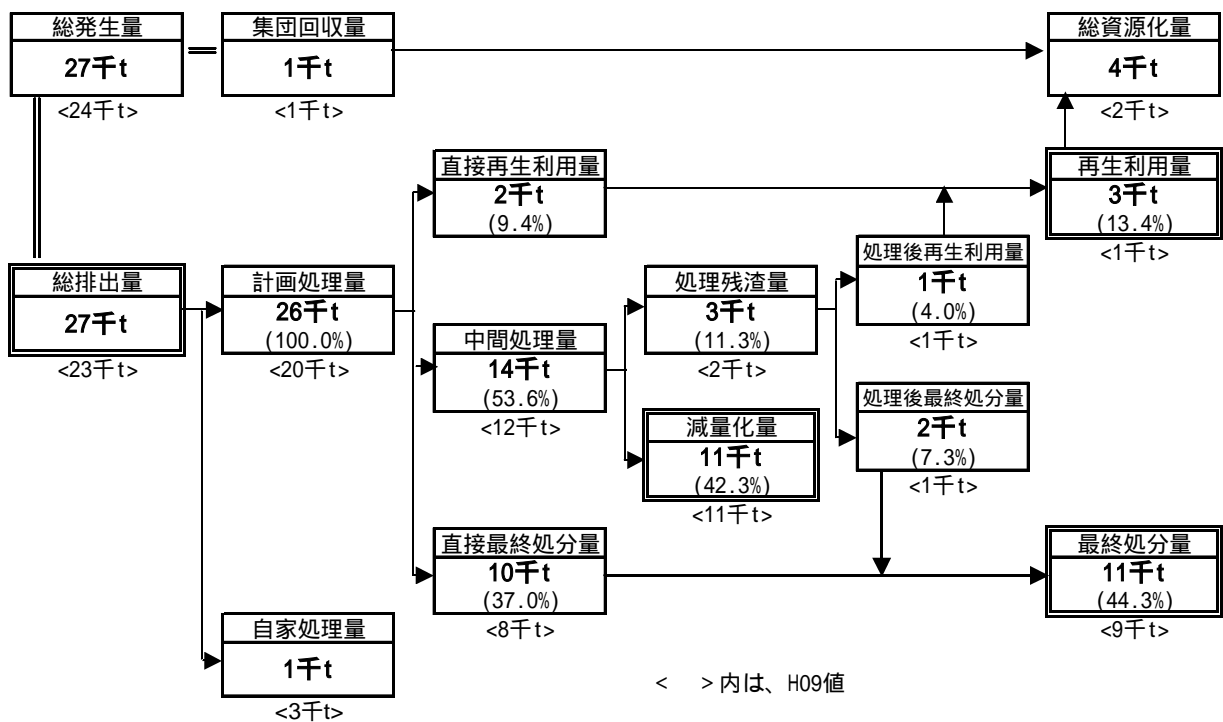 総発生量
27千t
<24千t>
集団回収量
1千t
<1千t>
総資源化量
4千t
<2千t>
直接再生利用量
2千t
(9.4%)
再生利用量
3千t
(13.4%)
<1千t>
総排出量
27千t
<23千t>
計画処理量
26千t
(100.0%)
<20千t>
中間処理量
14千t
(53.6%)
<12千t>
処理残渣量
3千t
(11.3%)
<2千t>
処理後再生利用量
1千t
(4.0%)
<1千t>
減量化量
11千t
(42.3%)
<11千t>
処理後最終処分量
2千t
(7.3%)
<1千t>
直接最終処分量
10千t
(37.0%)
<8千t>
最終処分量
11千t
(44.3%)
<9千t>
自家処理量
1千t
<3千t>
< >内は、H09値